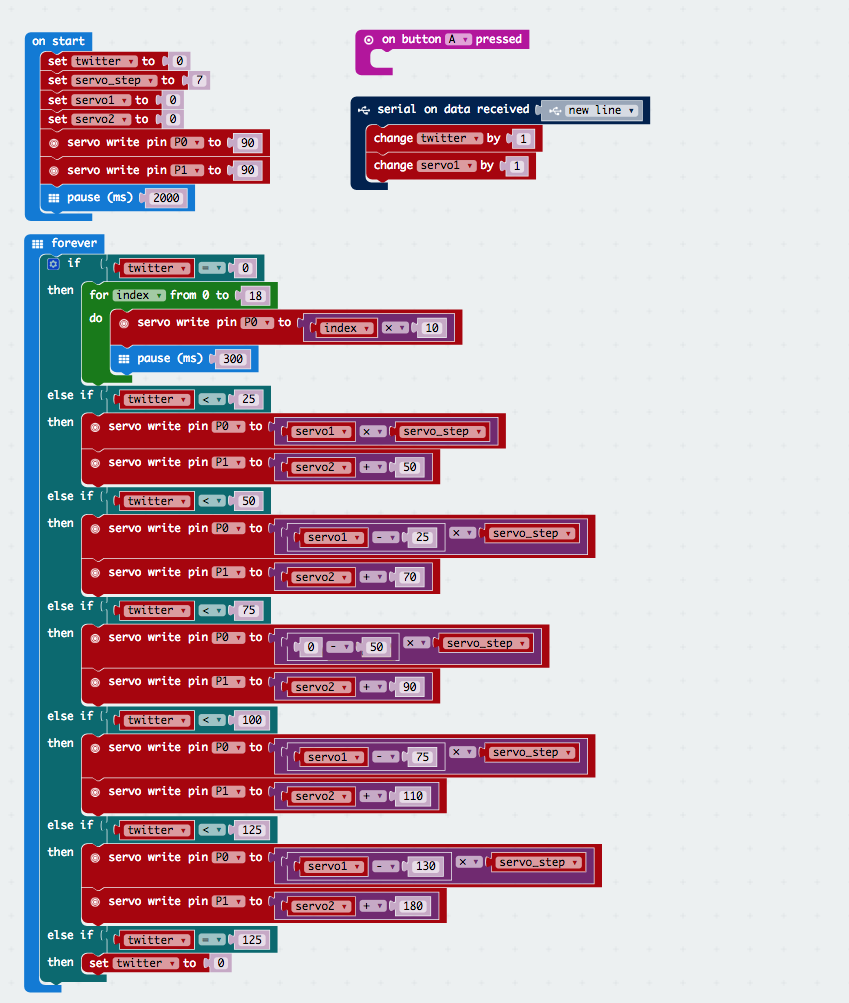 on start
set twitter to 0
set servo_step to 7
set servo1 to 0
set servo2 to 0
servo write pin P0 to 90
servo write pin P1 to 90
pause (ms) 2000
on button A pressed
serial on data received new line
change twitter by 1
change servo1 by 1
forever
if twitter = 0
then for index from 0 to 18
do servo write pin P0 to index × 10
pause (ms) 300
else if twitter < 25
then servo write pin P0 to servo1 × servo_step
servo write pin P1 to servo2 + 50
else if twitter < 50
then servo write pin P0 to servo1 - 25 × servo_step
servo write pin P1 to servo2 + 70
else if twitter < 75
then servo write pin P0 to 0 - 50 × servo_step
servo write pin P1 to servo2 + 90
else if twitter < 100
then servo write pin P0 to servo1 - 75 × servo_step
servo write pin P1 to servo2 + 110
else if twitter < 125
then servo write pin P0 to servo1 - 130 × servo_step
servo write pin P1 to servo2 + 180
else if twitter = 125
then set twitter to 0